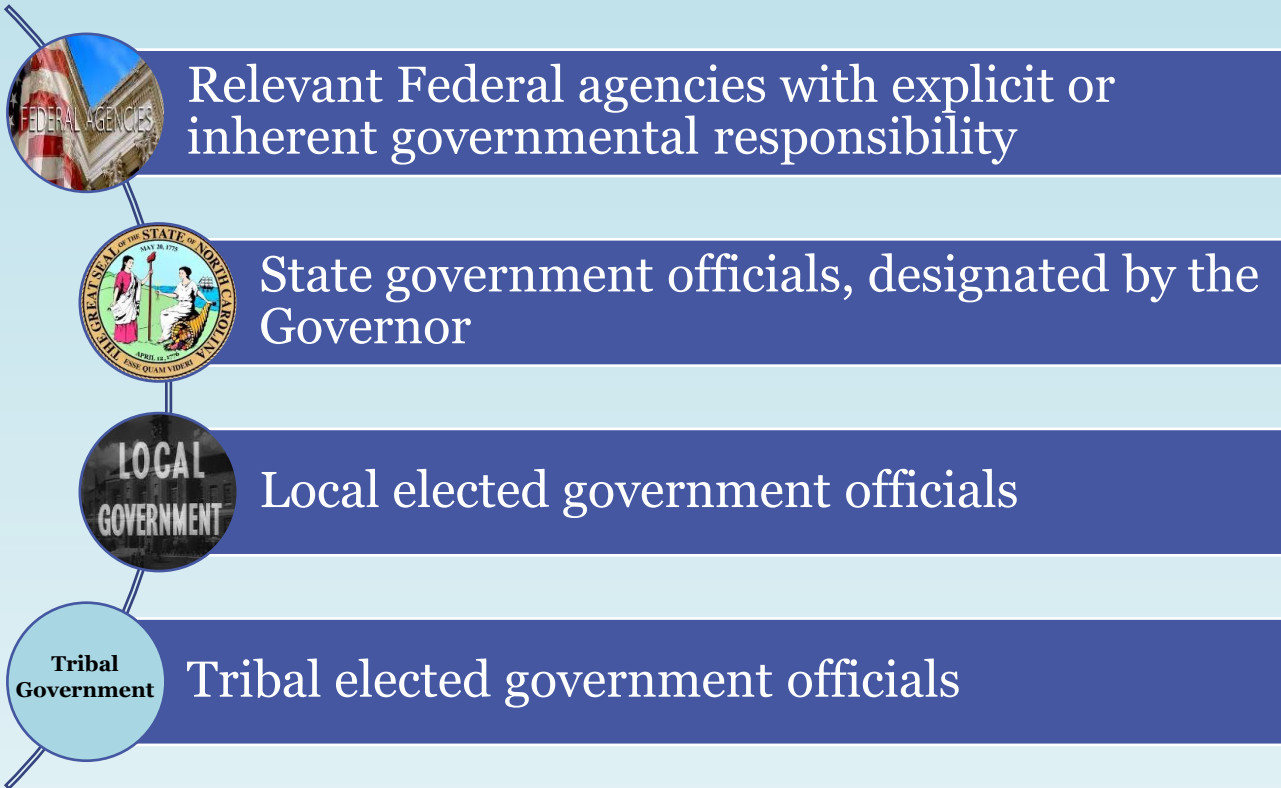 FEDERAL AGENCIES
Relevant Federal agencies with explicit or
inherent governmental responsibility
THE GREAT SEAL OF THE STATE OF NORTH CAROLINA
MAY 20, 1775
APRIL 12, 1776
ESSE QUAM VIDERI
State government officials, designated by the
Governor
LOCAL
GOVERNMENT
Local elected government officials
Tribal
Government
Tribal elected government officials